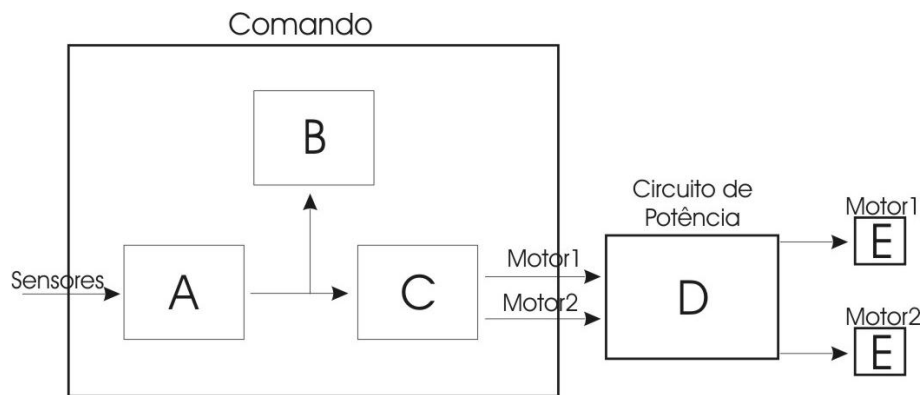 Comando
B
Circuito de
Potência
Motor1
E
Sensores
A
C
Motor1
Motor2
D
Motor2
E